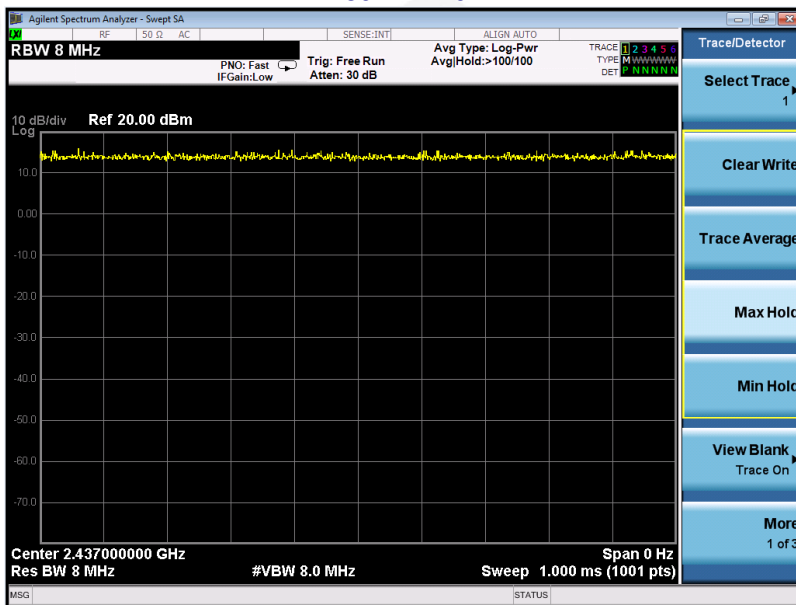 Agilent Spectrum Analyzer - Swept SA
LXI RF 50 Ω AC SENSE:INT ALIGN AUTO
RBW 8 MHz
PNO: Fast
IFGain:Low
Trig: Free Run
Atten: 30 dB
Avg Type: Log-Pwr
Avg|Hold:>100/100
TRACE 1 2 3 4 5 6
TYPE M WWWWW
DET P NNNNN
10 dB/div Ref 20.00 dBm
Log
10.0
0.00
-10.0
-20.0
-30.0
-40.0
-50.0
-60.0
-70.0
Center 2.437000000 GHz Span 0 Hz
Res BW 8 MHz #VBW 8.0 MHz Sweep 1.000 ms (1001 pts)
MSG STATUS
Trace/Detector
Select Trace
1
Clear Write
Trace Average
Max Hold
Min Hold
View Blank
Trace On
More
1 of 3